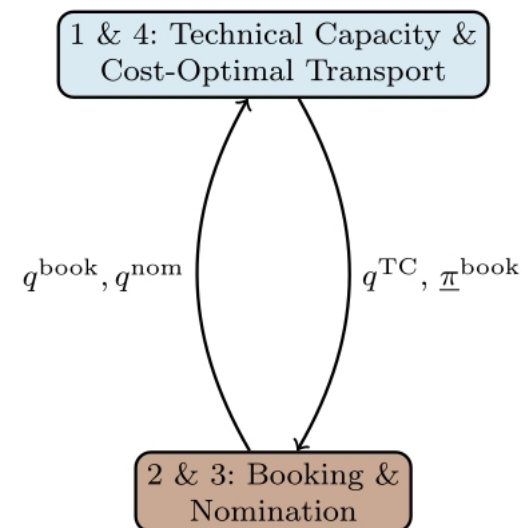 1 & 4: Technical Capacity &
Cost-Optimal Transport
q^book, q^nom
q^TC, π̲^book
2 & 3: Booking &
Nomination